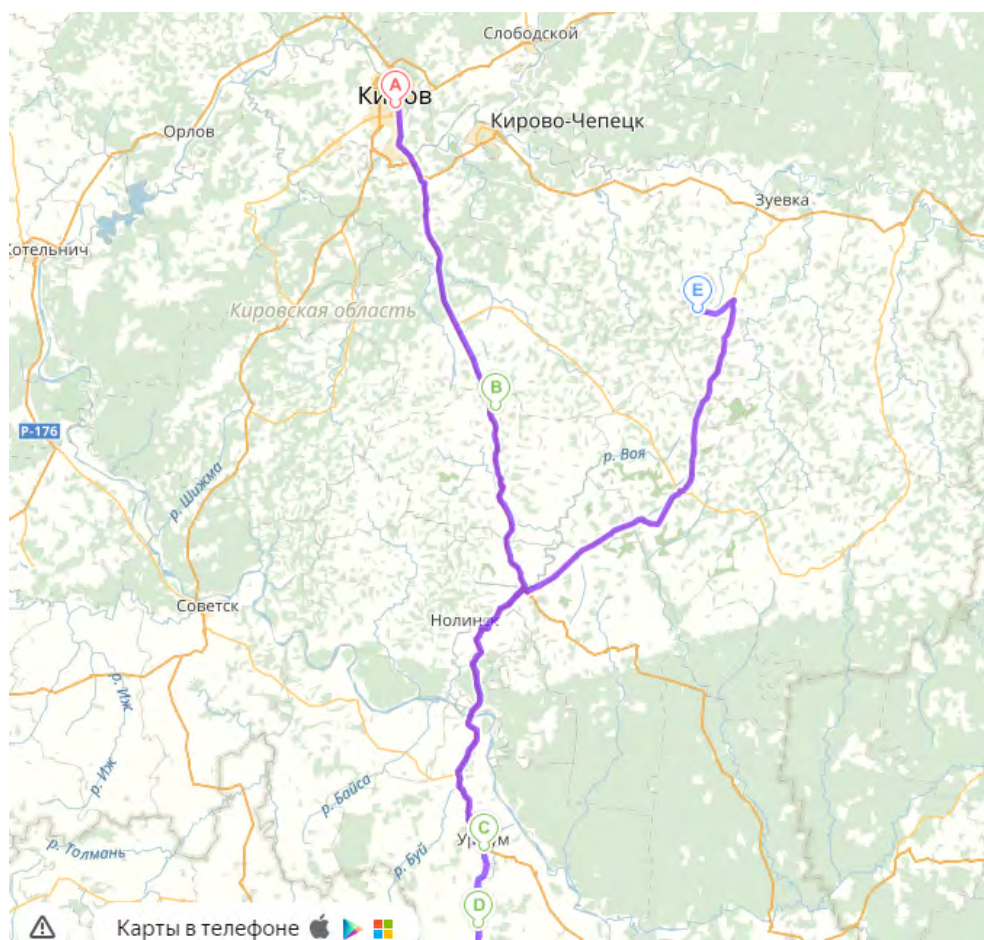 Слободской
A
Киров
Кирово-Чепецк
Орлов
Зуевка
Котельнич
E
Кировская область
B
Р-176
р. Воя
р. Шижма
Советск
Нолинск
р. Иж
р. Иж
р. Байса
C
Уржум
р. Толмань
р. Буй
D
Карты в телефоне